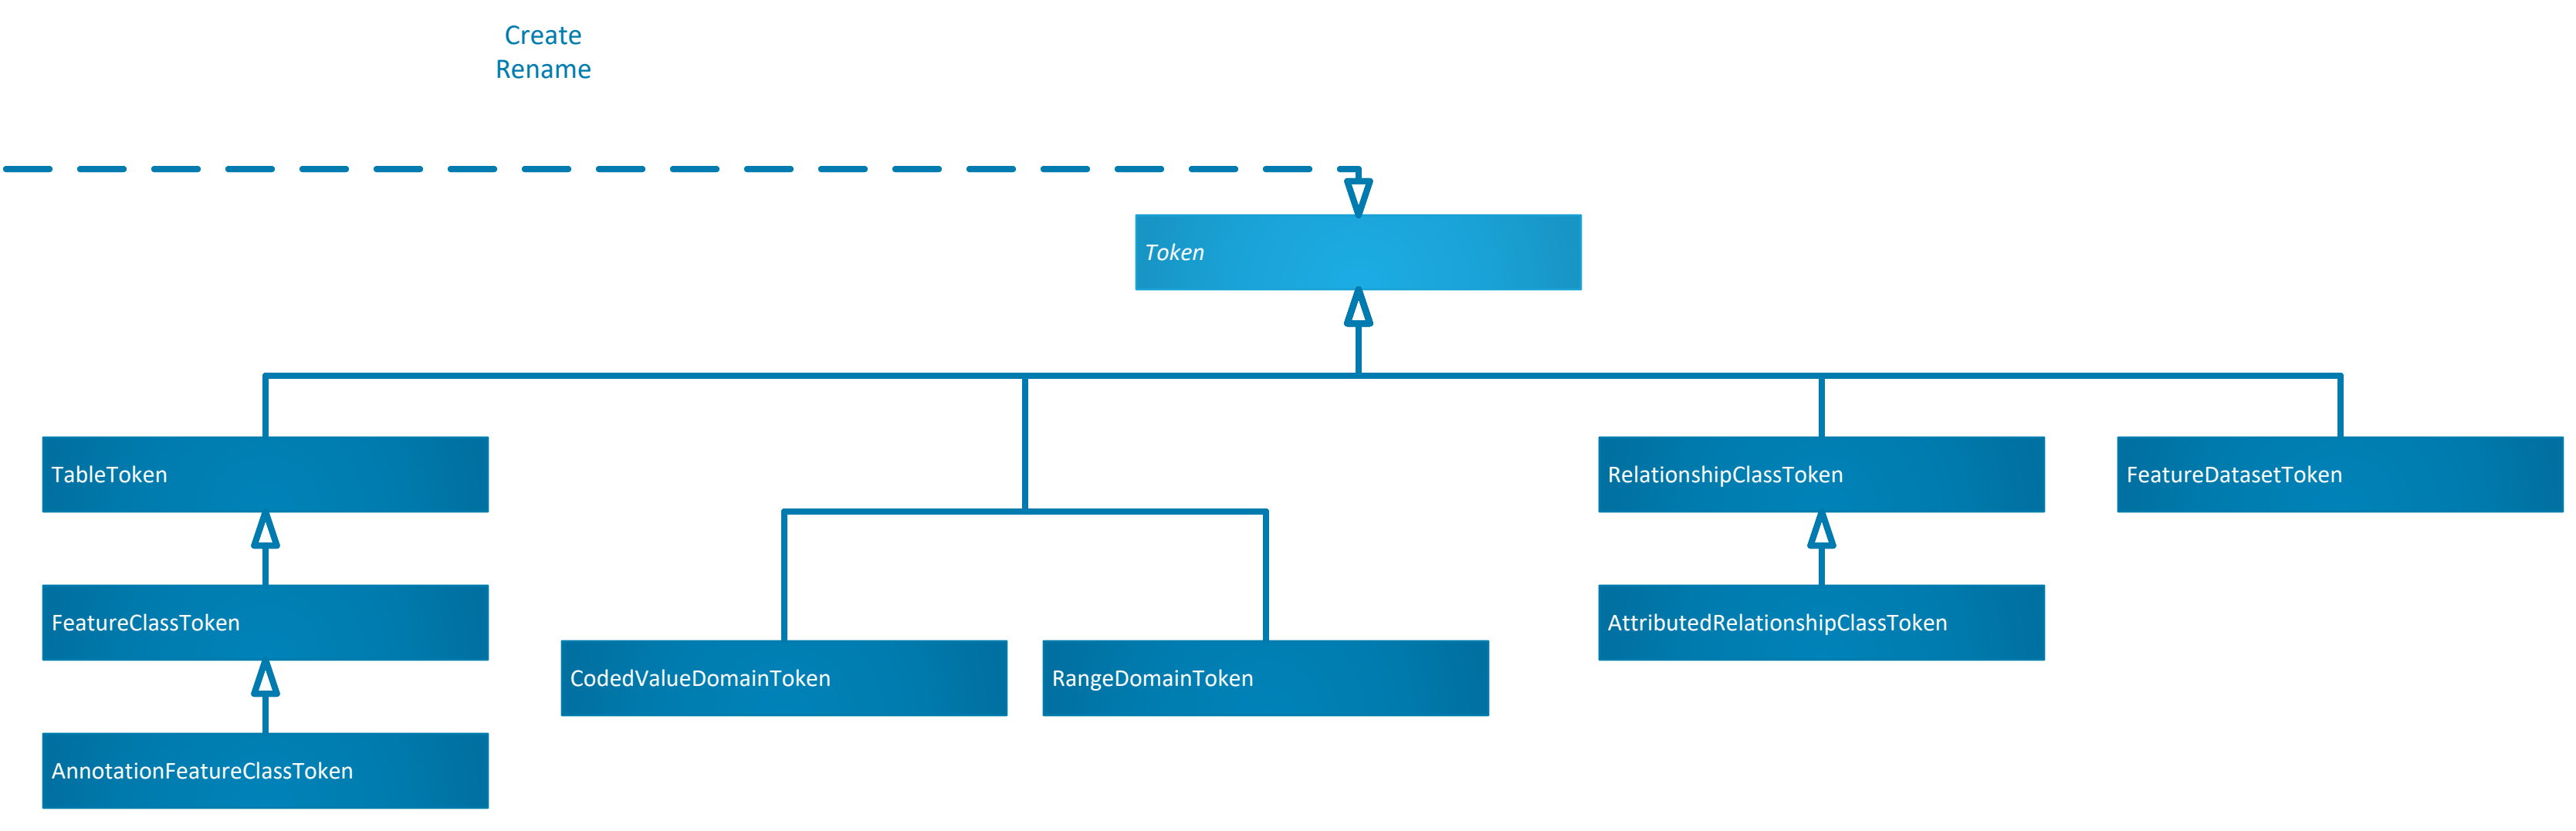 Create
Rename
Token
TableToken
RelationshipClassToken
FeatureDatasetToken
FeatureClassToken
AttributedRelationshipClassToken
CodedValueDomainToken
RangeDomainToken
AnnotationFeatureClassToken